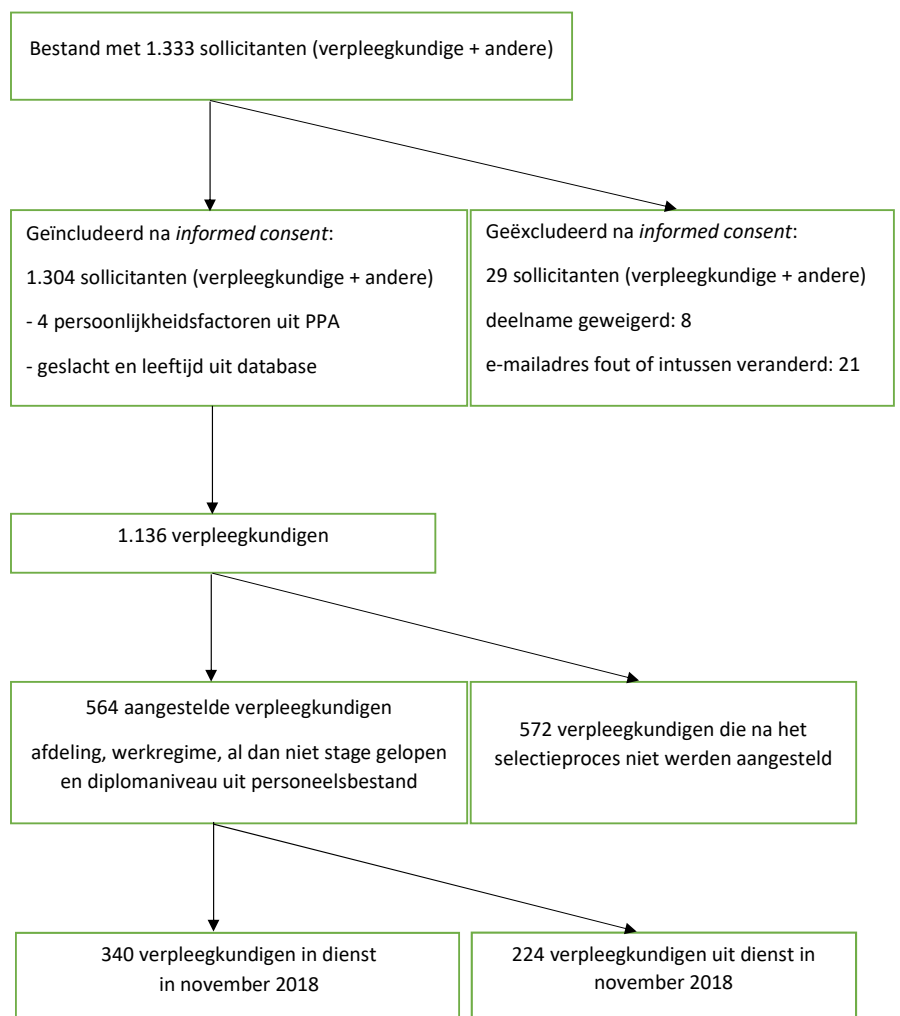 Bestand met 1.333 sollicitanten (verpleegkundige + andere)
Geïncludeerd na informed consent:
1.304 sollicitanten (verpleegkundige + andere)
- 4 persoonlijkheidsfactoren uit PPA
- geslacht en leeftijd uit database
Geëxcludeerd na informed consent:
29 sollicitanten (verpleegkundige + andere)
deelname geweigerd: 8
e-mailadres fout of intussen veranderd: 21
1.136 verpleegkundigen
564 aangestelde verpleegkundigen
afdeling, werkregime, al dan niet stage gelopen
en diplomaniveau uit personeelsbestand
572 verpleegkundigen die na het
selectieproces niet werden aangesteld
340 verpleegkundigen in dienst
in november 2018
224 verpleegkundigen uit dienst in
november 2018